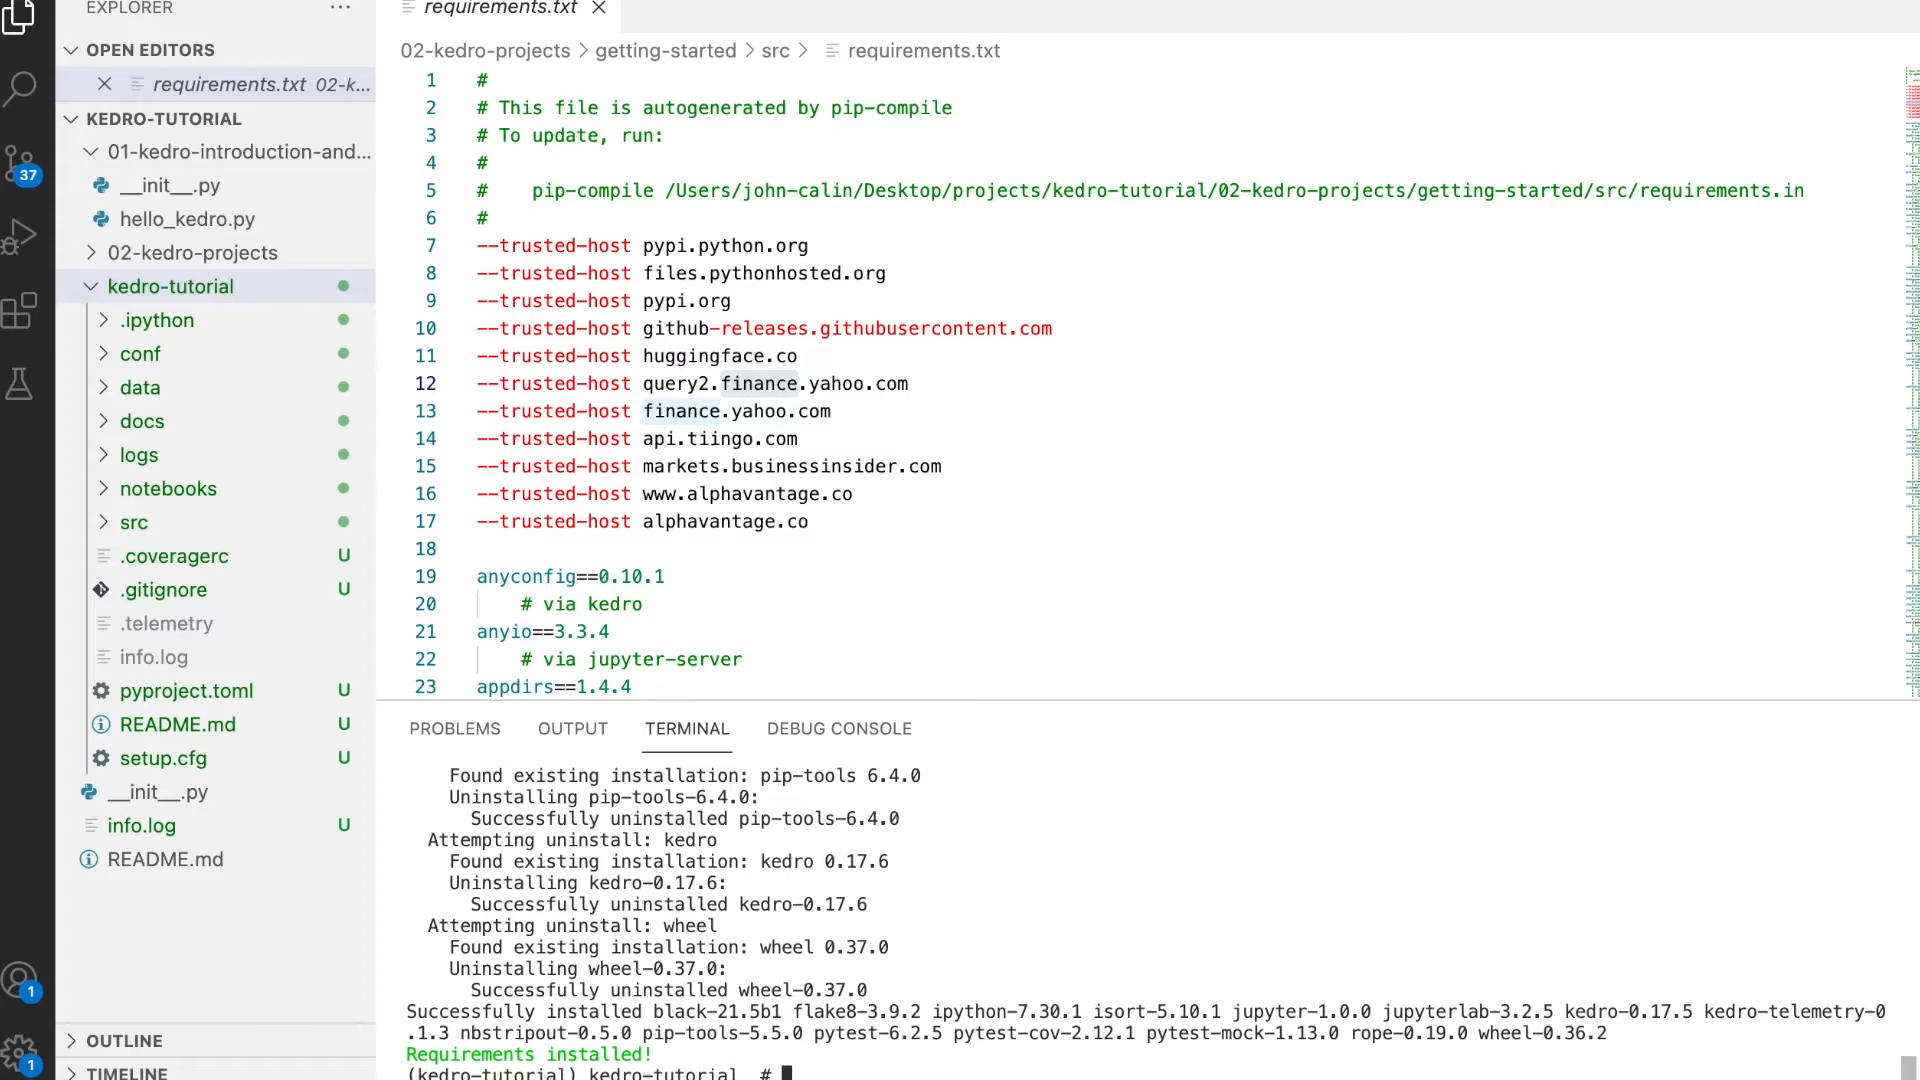 EXPLORER
OPEN EDITORS
requirements.txt 02-k...
KEDRO-TUTORIAL
01-kedro-introduction-and...
__init__.py
hello_kedro.py
02-kedro-projects
kedro-tutorial
.ipython
conf
data
docs
logs
notebooks
src
.coveragerc U
.gitignore U
.telemetry
info.log
pyproject.toml U
README.md U
setup.cfg U
__init__.py
info.log U
README.md
OUTLINE
TIMELINE
37
1
1
requirements.txt
02-kedro-projects > getting-started > src > requirements.txt
1 #
2 # This file is autogenerated by pip-compile
3 # To update, run:
4 #
5 #    pip-compile /Users/john-calin/Desktop/projects/kedro-tutorial/02-kedro-projects/getting-started/src/requirements.in
6 #
7 --trusted-host pypi.python.org
8 --trusted-host files.pythonhosted.org
9 --trusted-host pypi.org
10 --trusted-host github-releases.githubusercontent.com
11 --trusted-host huggingface.co
12 --trusted-host query2.finance.yahoo.com
13 --trusted-host finance.yahoo.com
14 --trusted-host api.tiingo.com
15 --trusted-host markets.businessinsider.com
16 --trusted-host www.alphavantage.co
17 --trusted-host alphavantage.co
18
19 anyconfig==0.10.1
20     # via kedro
21 anyio==3.3.4
22     # via jupyter-server
23 appdirs==1.4.4
PROBLEMS OUTPUT TERMINAL DEBUG CONSOLE
Found existing installation: pip-tools 6.4.0
Uninstalling pip-tools-6.4.0:
Successfully uninstalled pip-tools-6.4.0
Attempting uninstall: kedro
Found existing installation: kedro 0.17.6
Uninstalling kedro-0.17.6:
Successfully uninstalled kedro-0.17.6
Attempting uninstall: wheel
Found existing installation: wheel 0.37.0
Uninstalling wheel-0.37.0:
Successfully uninstalled wheel-0.37.0
Successfully installed black-21.5b1 flake8-3.9.2 ipython-7.30.1 isort-5.10.1 jupyter-1.0.0 jupyterlab-3.2.5 kedro-0.17.5 kedro-telemetry-0
.1.3 nbstripout-0.5.0 pip-tools-5.5.0 pytest-6.2.5 pytest-cov-2.12.1 pytest-mock-1.13.0 rope-0.19.0 wheel-0.36.2
Requirements installed!
(kedro-tutorial) kedro-tutorial #